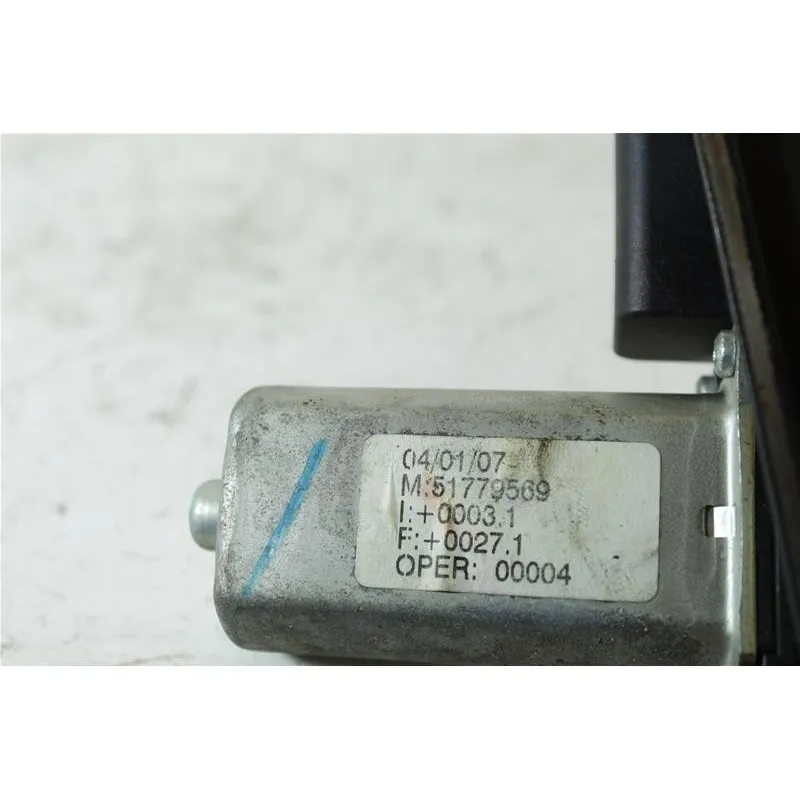 04/01/07
M:51779569
I:+0003.1
F:+0027.1
OPER: 00004